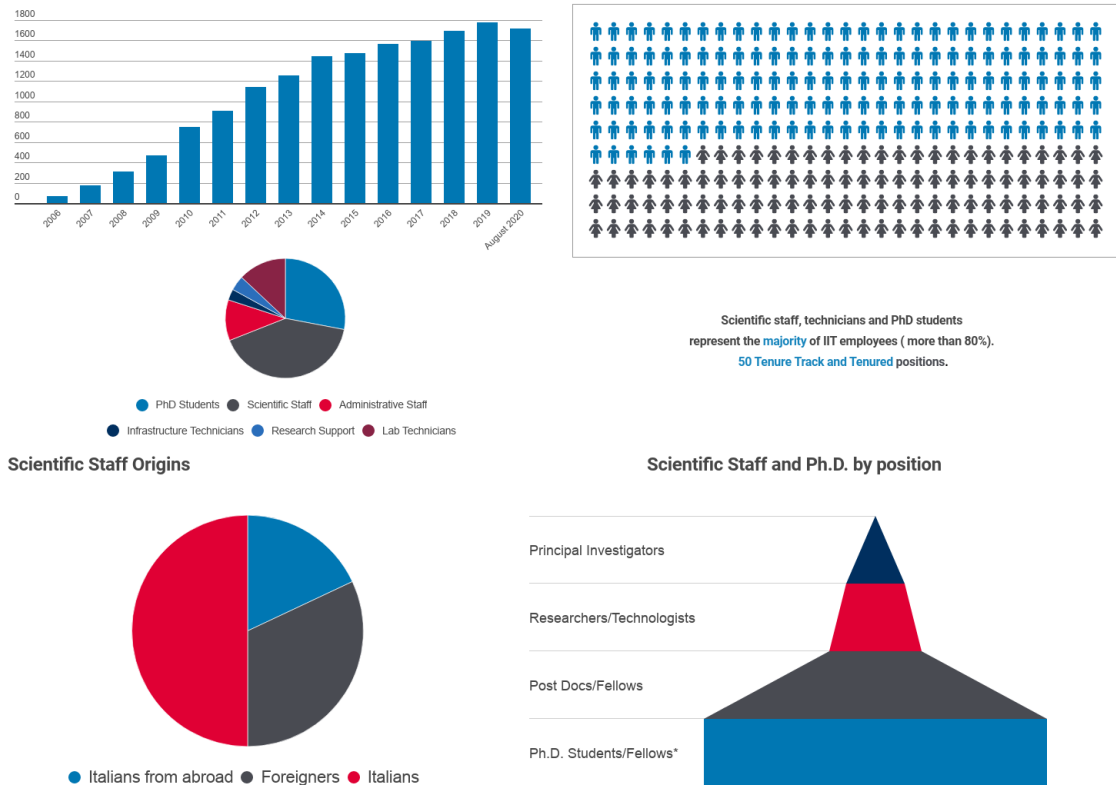 1800
1600
1400
1200
1000
800
600
400
200
0
2006
2007
2008
2009
2010
2011
2012
2013
2014
2015
2016
2017
2018
2019
August 2020
PhD Students Scientific Staff Administrative Staff
Infrastructure Technicians Research Support Lab Technicians
Scientific staff, technicians and PhD students
represent the majority of IIT employees ( more than 80%).
50 Tenure Track and Tenured positions.
Scientific Staff Origins
Italians from abroad Foreigners Italians
Scientific Staff and Ph.D. by position
Principal Investigators
Researchers/Technologists
Post Docs/Fellows
Ph.D. Students/Fellows*